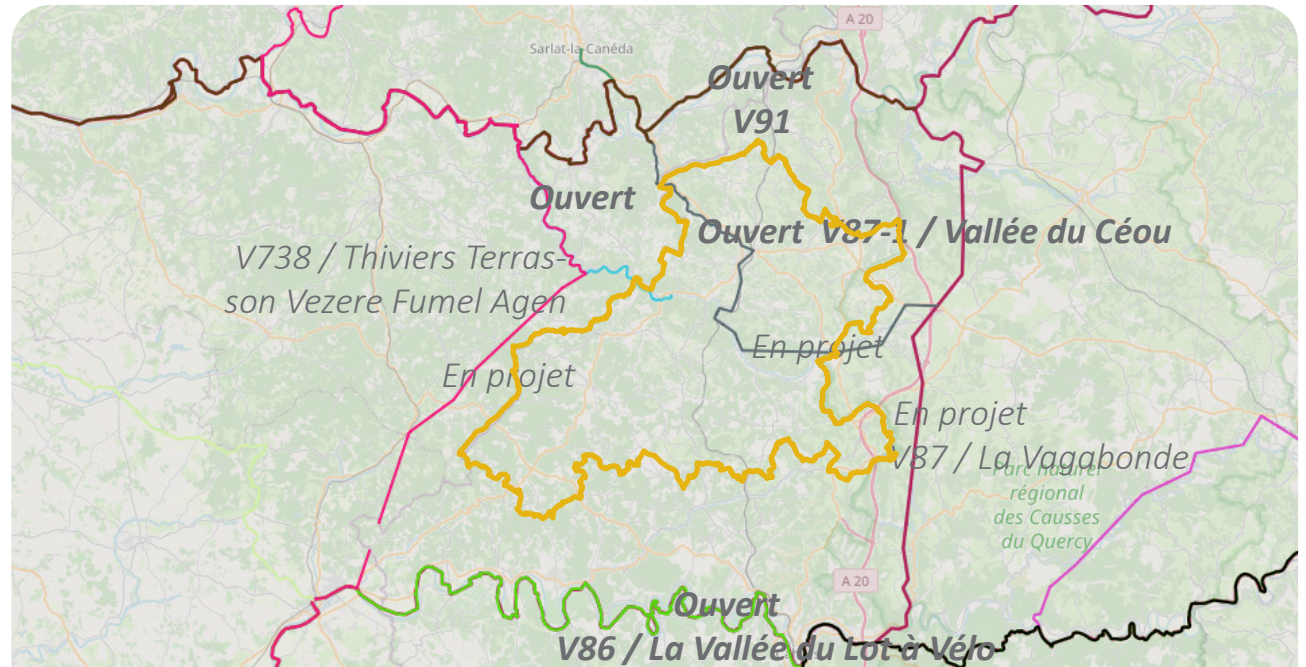 A 20
Sarlat-la-Canéda
Ouvert
V91
Ouvert
Ouvert V87-1 / Vallée du Céou
V738 / Thiviers Terras-
son Vezere Fumel Agen
En projet
En projet
En projet
V87 / La Vagabonde
Parc naturel
régional
des Causses
du Quercy
A 20
Ouvert
V86 / La Vallée du Lot à Vélo